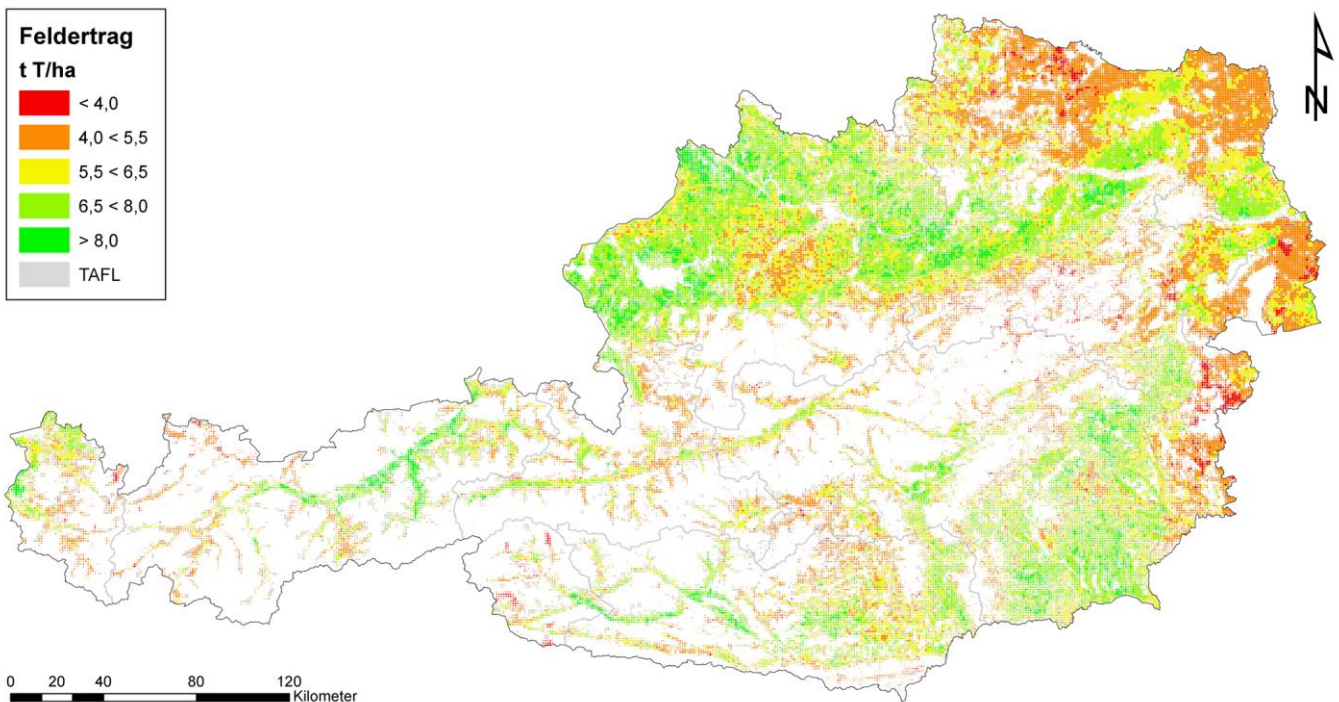 Feldertrag
t T/ha
< 4,0
4,0 < 5,5
5,5 < 6,5
6,5 < 8,0
> 8,0
TAFL
N
0 20 40 80 120
Kilometer